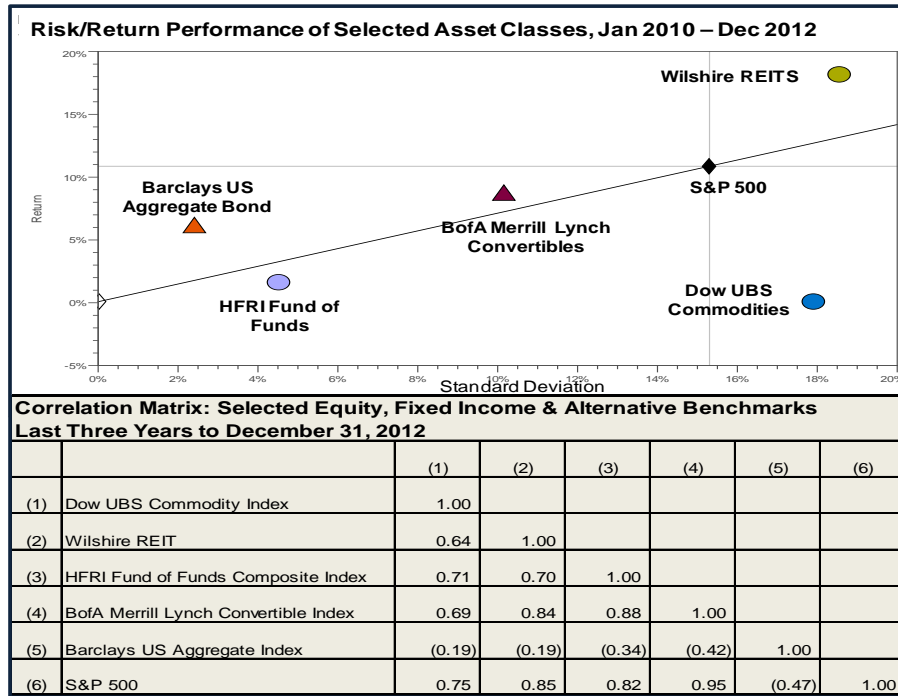 Risk/Return Performance of Selected Asset Classes, Jan 2010 – Dec 2012
20%
15%
10%
5%
0%
-5%
Return
Wilshire REITS
S&P 500
Barclays US
Aggregate Bond
BofA Merrill Lynch
Convertibles
HFRI Fund of
Funds
Dow UBS
Commodities
0% 2% 4% 6% 8% 10% 12% 14% 16% 18% 20%
Standard Deviation
Correlation Matrix: Selected Equity, Fixed Income & Alternative Benchmarks
Last Three Years to December 31, 2012
(1) (2) (3) (4) (5) (6)
(1) Dow UBS Commodity Index 1.00
(2) Wilshire REIT 0.64 1.00
(3) HFRI Fund of Funds Composite Index 0.71 0.70 1.00
(4) BofA Merrill Lynch Convertible Index 0.69 0.84 0.88 1.00
(5) Barclays US Aggregate Index (0.19) (0.19) (0.34) (0.42) 1.00
(6) S&P 500 0.75 0.85 0.82 0.95 (0.47) 1.00